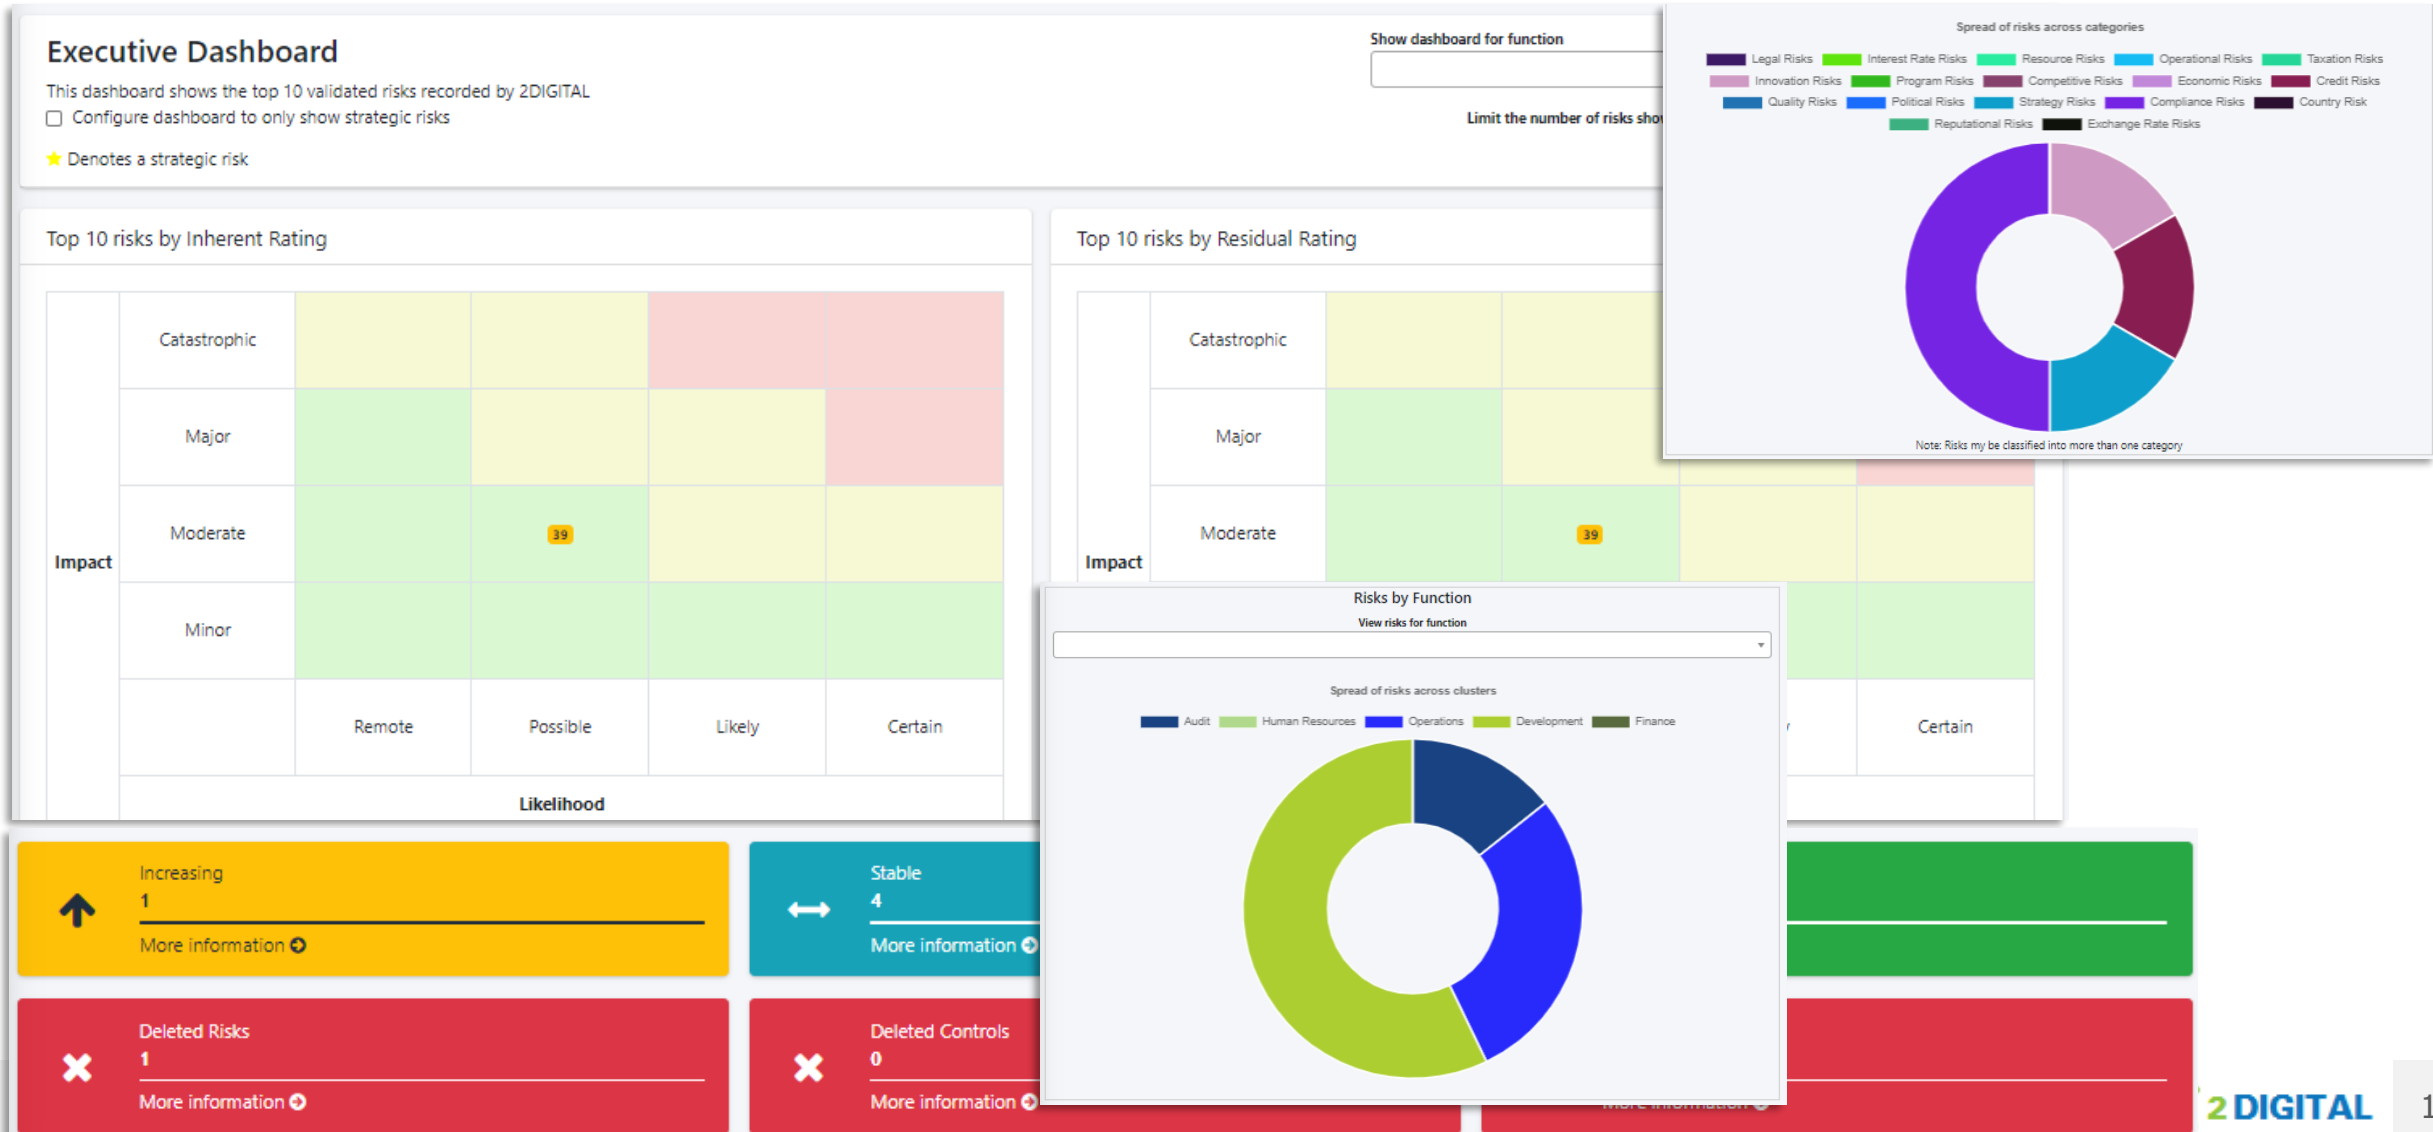 Executive Dashboard
This dashboard shows the top 10 validated risks recorded by 2DIGITAL
Configure dashboard to only show strategic risks
Denotes a strategic risk
Show dashboard for function
Limit the number of risks
Spread of risks across categories
Legal Risks Interest Rate Risks Resource Risks Operational Risks Taxation Risks
Innovation Risks Program Risks Competitive Risks Economic Risks Credit Risks
Quality Risks Political Risks Strategy Risks Compliance Risks Country Risk
Reputational Risks Exchange Rate Risks
Note: Risks my be classified into more than one category
Top 10 risks by Inherent Rating
Catastrophic
Major
Moderate 39
Impact
Minor
Remote Possible Likely Certain
Likelihood
Top 10 risks by Residual Rating
Catastrophic
Major
Moderate 39
Impact
Certain
Risks by Function
View risks for function
Spread of risks across clusters
Audit Human Resources Operations Development Finance
Increasing
1
More information
Stable
4
More information
Deleted Risks
1
More information
Deleted Controls
0
More information
More information
2 DIGITAL
1